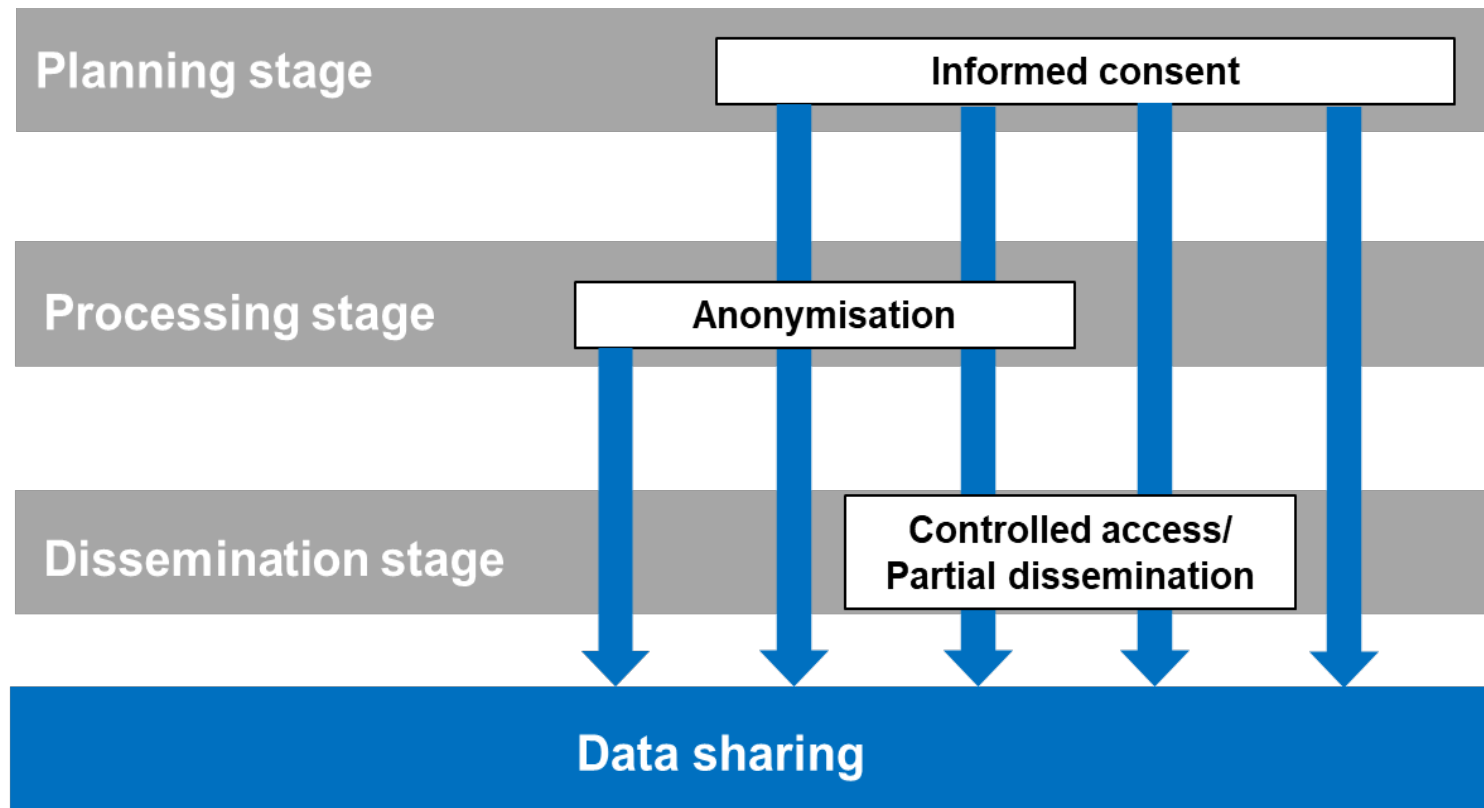 Planning stage
Informed consent
Processing stage
Anonymisation
Dissemination stage
Controlled access/
Partial dissemination
Data sharing